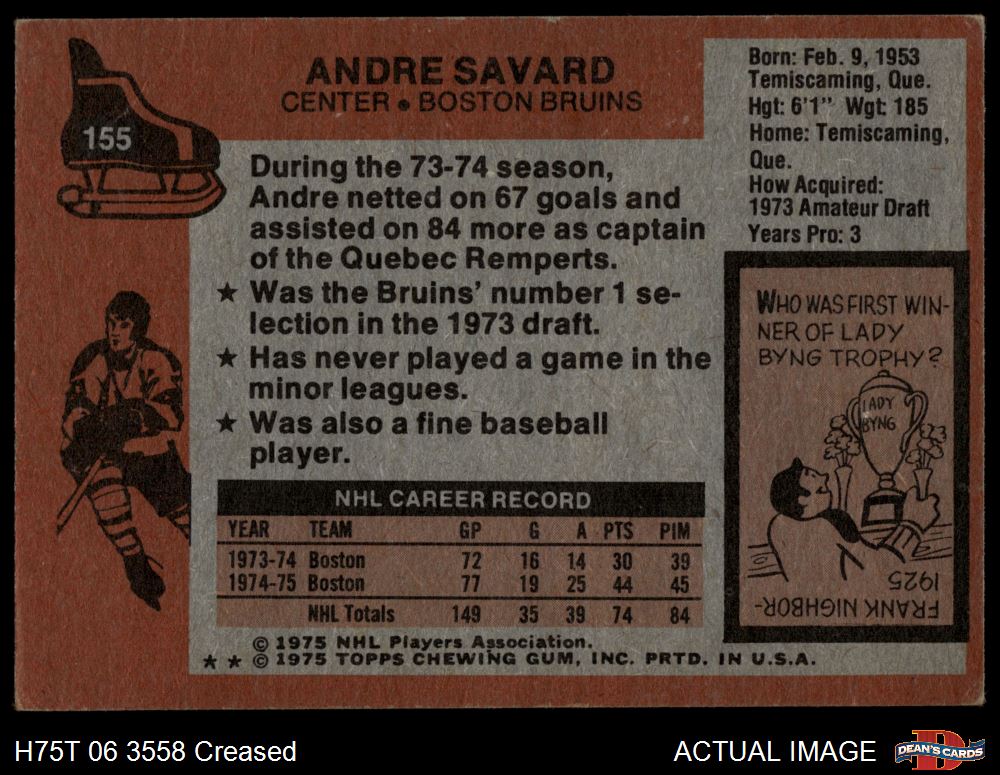 155
ANDRE SAVARD
CENTER • BOSTON BRUINS
Born: Feb. 9, 1953
Temiscaming, Que.
Hgt: 6'1" Wgt: 185
Home: Temiscaming,
Que.
How Acquired:
1973 Amateur Draft
Years Pro: 3
During the 73-74 season,
Andre netted on 67 goals and
assisted on 84 more as captain
of the Quebec Remperts.
★ Was the Bruins' number 1 se-
lection in the 1973 draft.
★ Has never played a game in the
minor leagues.
★ Was also a fine baseball
player.
WHO WAS FIRST WIN-
NER OF LADY
BYNG TROPHY?
LADY
BYNG
FRANK NIGHBOR-
1925
NHL CAREER RECORD
YEAR TEAM GP G A PTS PIM
1973-74 Boston 72 16 14 30 39
1974-75 Boston 77 19 25 44 45
NHL Totals 149 35 39 74 84
© 1975 NHL Players Association.
★ ★ © 1975 TOPPS CHEWING GUM, INC. PRTD. IN U.S.A.
H75T 06 3558 Creased
ACTUAL IMAGE
D
DEAN'S CARDS